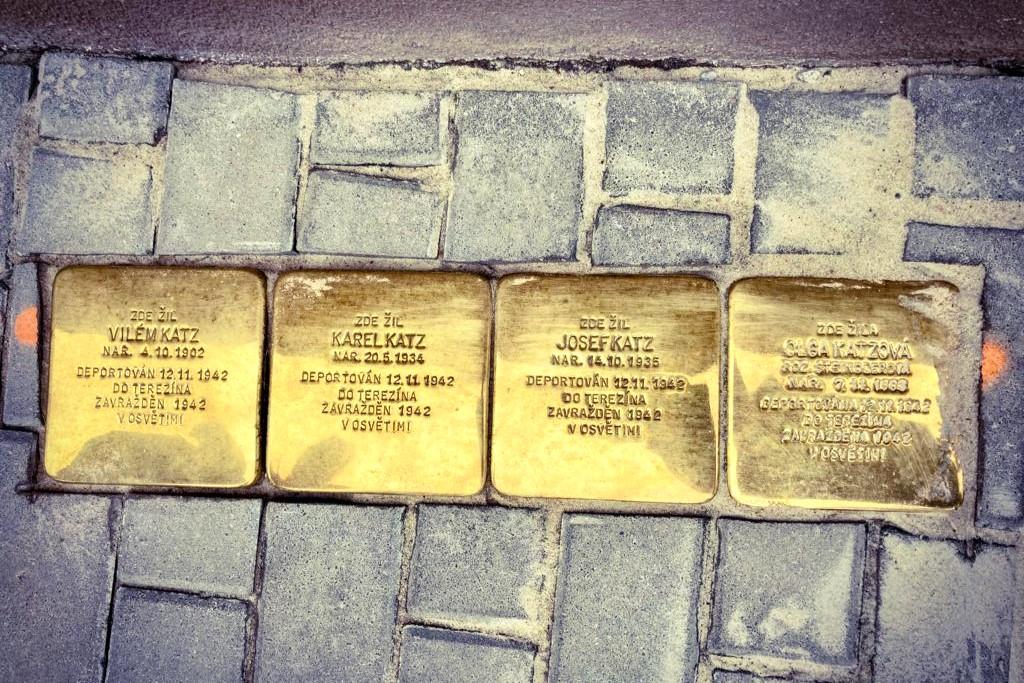 ZDE ŽIL
VILÉM KATZ
NAR. 4.10.1902
DEPORTOVÁN 12.11.1942
DO TEREZÍNA
ZAVRAŽDĚN 1942
V OSVĚTIMI
ZDE ŽIL
KAREL KATZ
NAR. 20.5.1934
DEPORTOVÁN 12.11.1942
DO TEREZÍNA
ZAVRAŽDĚN 1942
V OSVĚTIMI
ZDE ŽIL
JOSEF KATZ
NAR. 14.10.1935
DEPORTOVÁN 12.11.1942
DO TEREZÍNA
ZAVRAŽDĚN 1942
V OSVĚTIMI
ZDE ŽILA
OLGA KATZOVÁ
ROZ.
NAR.
DEPORTOVÁNA 12.11.1942
DO TEREZÍNA
ZAVRAŽDĚNA 1942
V OSVĚTIMI